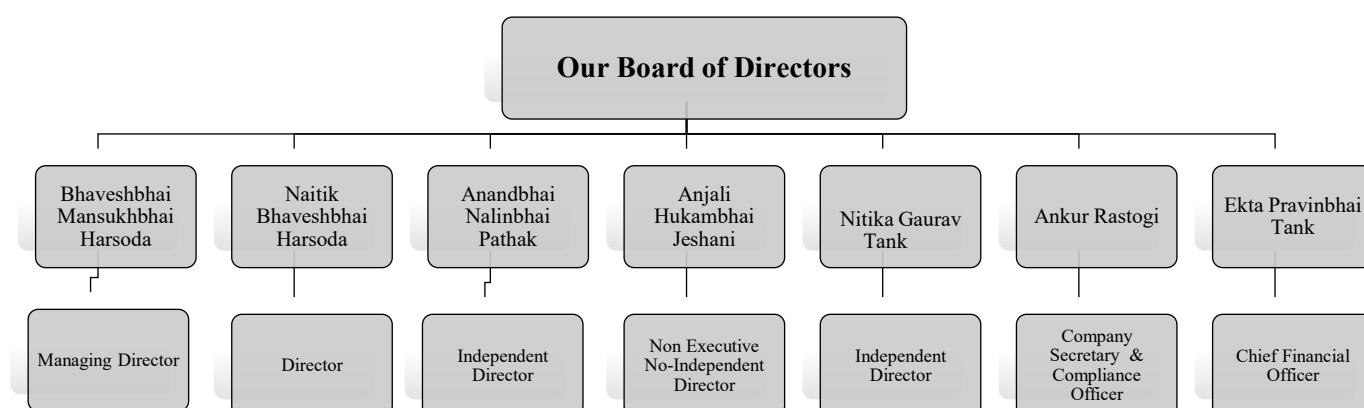 Our Board of Directors
Bhaveshbhai
Mansukhbhai
Harsoda
Naitik
Bhaveshbhai
Harsoda
Anandbhai
Nalinbhai
Pathak
Anjali
Hukambhai
Jeshani
Nitika Gaurav
Tank
Ankur Rastogi
Ekta Pravinbhai
Tank
Managing Director
Director
Independent
Director
Non Executive
No-Independent
Director
Independent
Director
Company
Secretary &
Compliance
Officer
Chief Financial
Officer